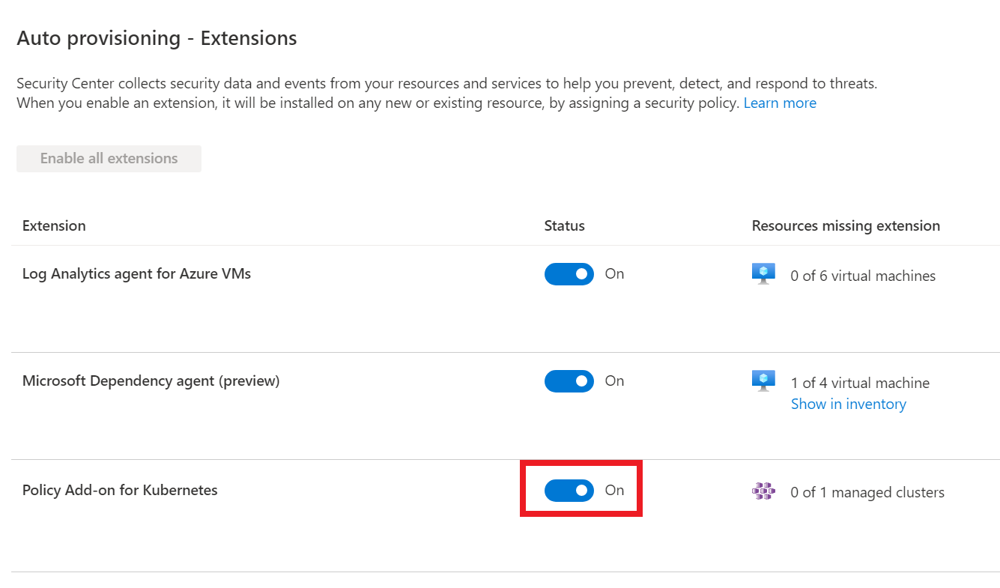 Auto provisioning - Extensions
Security Center collects security data and events from your resources and services to help you prevent, detect, and respond to threats.
When you enable an extension, it will be installed on any new or existing resource, by assigning a security policy. Learn more
Enable all extensions
Extension Status Resources missing extension
Log Analytics agent for Azure VMs On 0 of 6 virtual machines
Microsoft Dependency agent (preview) On 1 of 4 virtual machine
Show in inventory
Policy Add-on for Kubernetes On 0 of 1 managed clusters